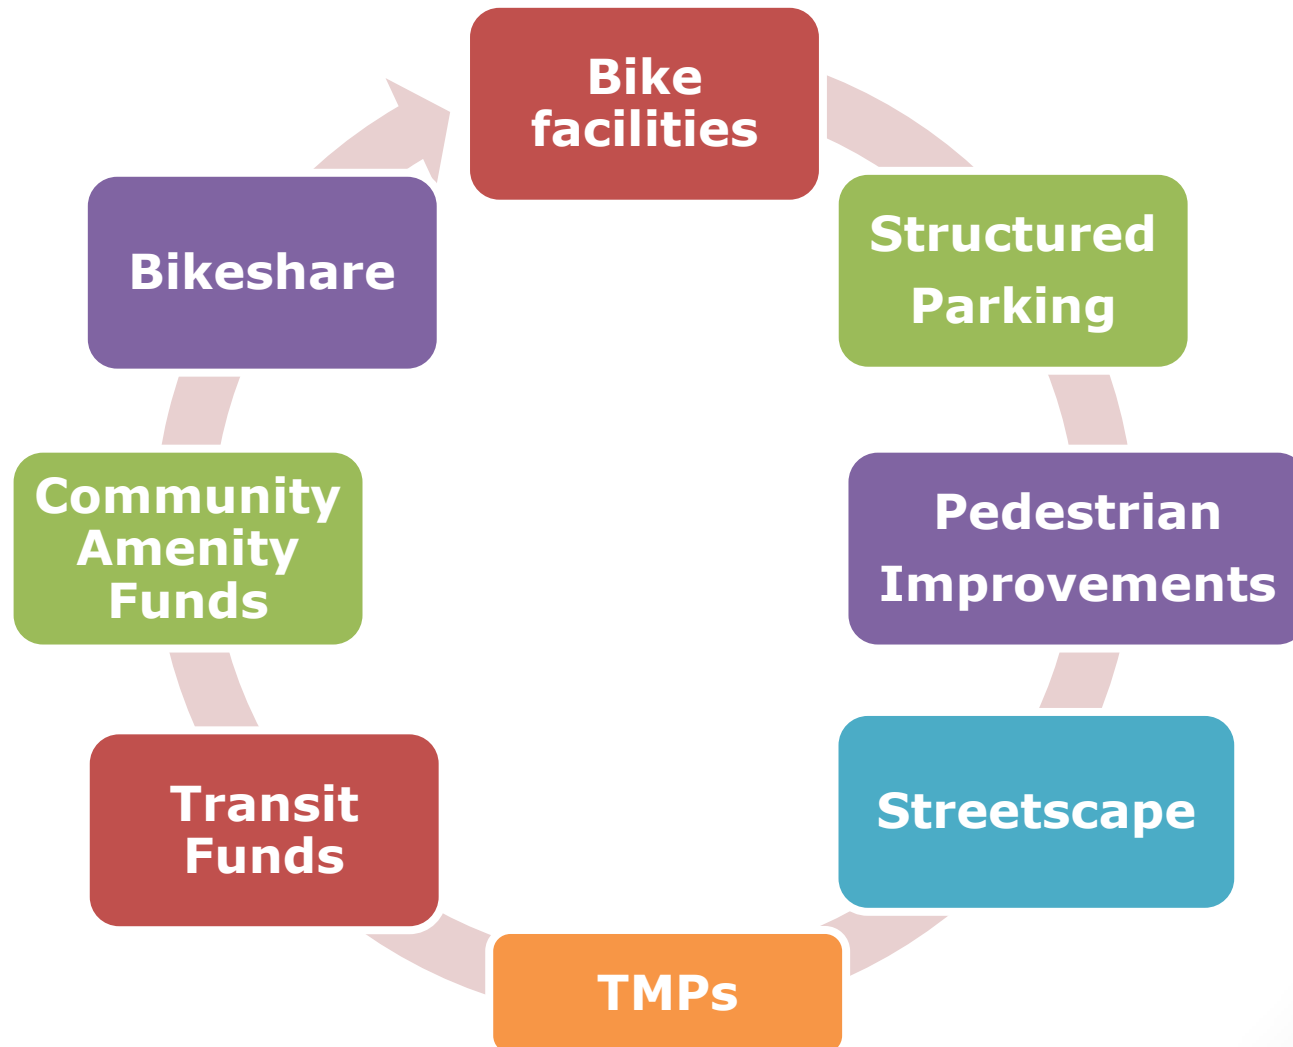 Bike
facilities
Structured
Parking
Pedestrian
Improvements
Streetscape
TMPs
Transit
Funds
Community
Amenity
Funds
Bikeshare